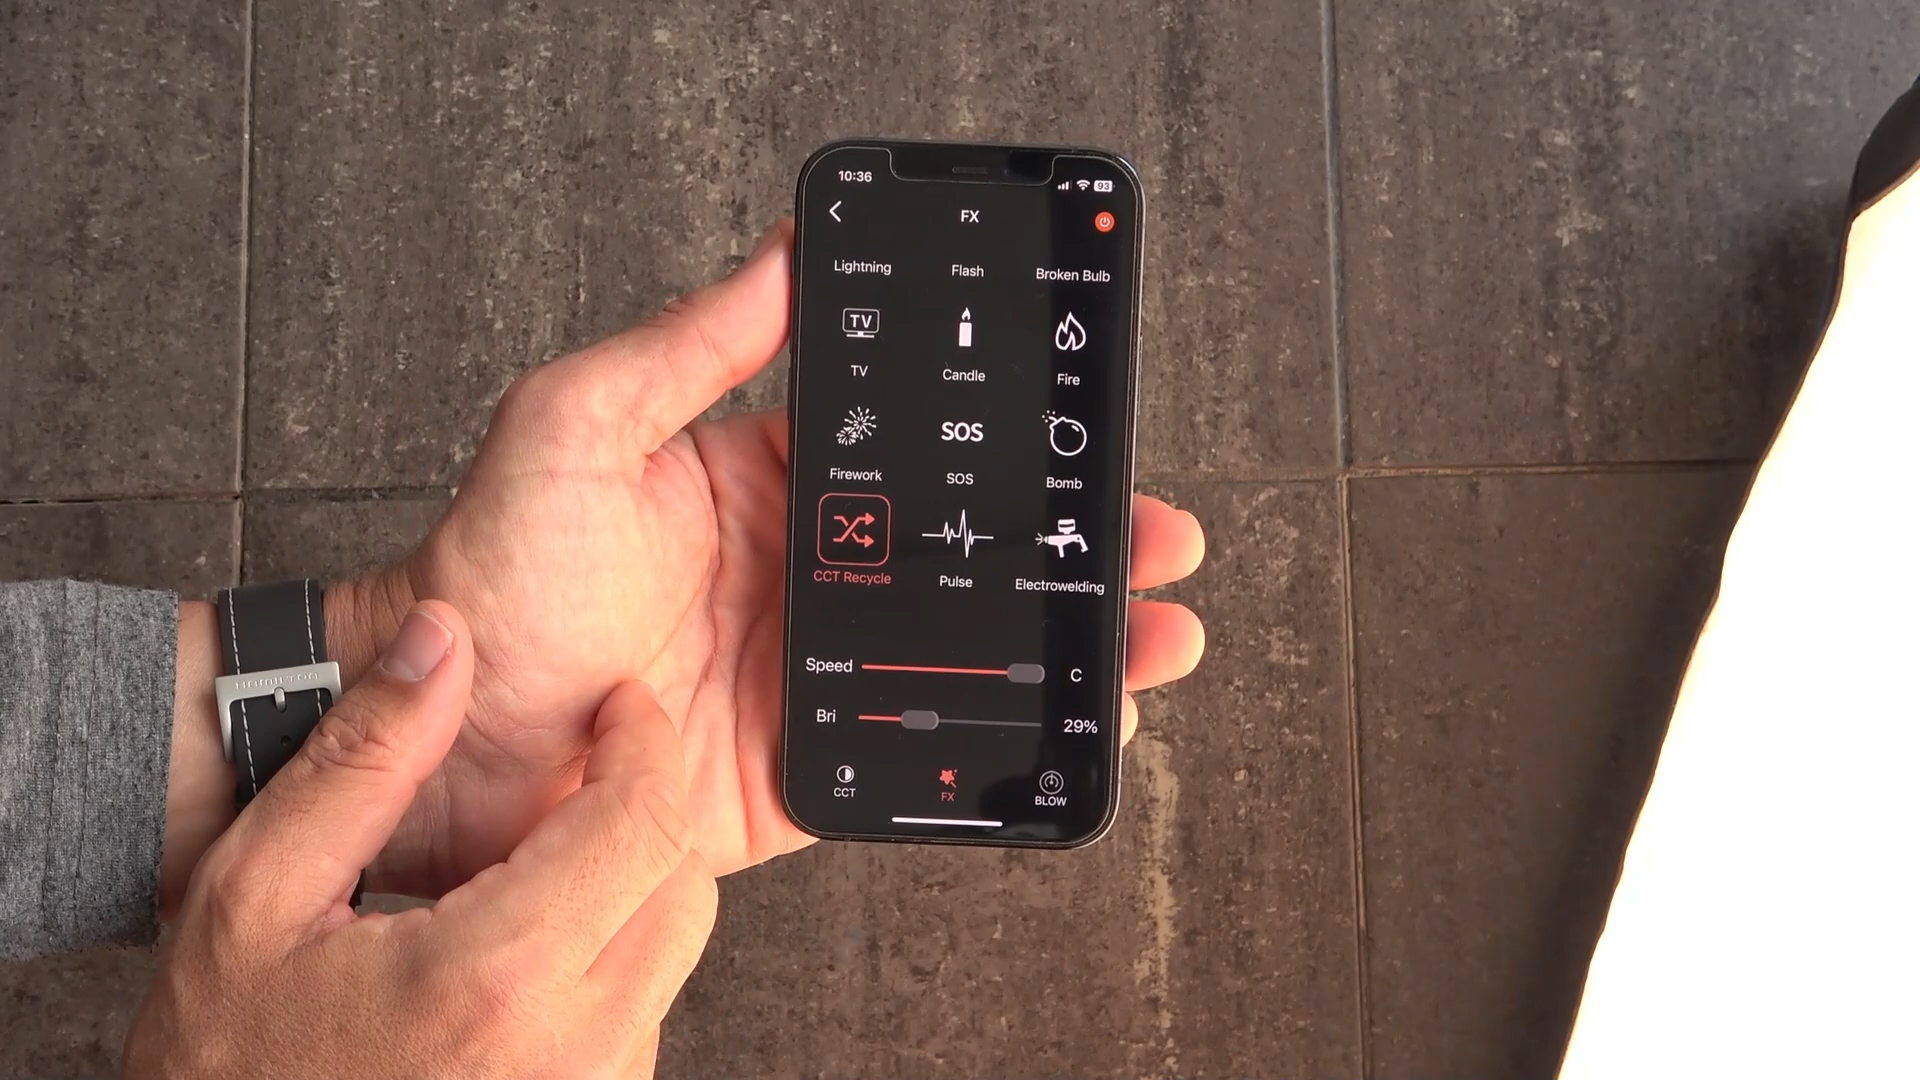 10:36
93
FX
Lightning
Flash
Broken Bulb
TV
TV
Candle
Fire
Firework
SOS
SOS
Bomb
CCT Recycle
Pulse
Electrowelding
Speed
C
Bri
29%
CCT
FX
BLOW
HAMILTON